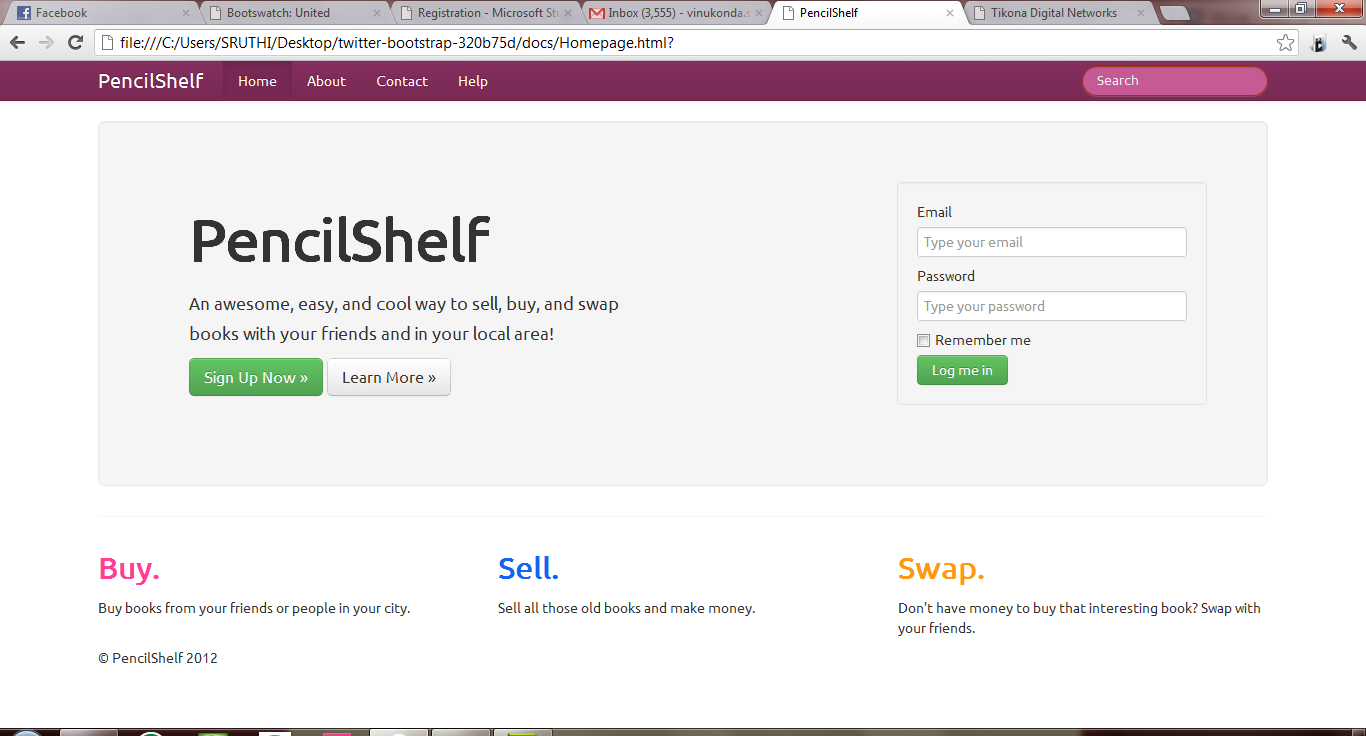 Facebook
Bootswatch: United
Registration - Microsoft Stu
Inbox (3,555) - vinukonda.s
PencilShelf
Tikona Digital Networks
file:///C:/Users/SRUTHI/Desktop/twitter-bootstrap-320b75d/docs/Homepage.html?
PencilShelf Home About Contact Help Search
PencilShelf
An awesome, easy, and cool way to sell, buy, and swap
books with your friends and in your local area!
Sign Up Now » Learn More »
Email
Type your email
Password
Type your password
Remember me
Log me in
Buy.
Buy books from your friends or people in your city.
Sell.
Sell all those old books and make money.
Swap.
Don't have money to buy that interesting book? Swap with
your friends.
© PencilShelf 2012